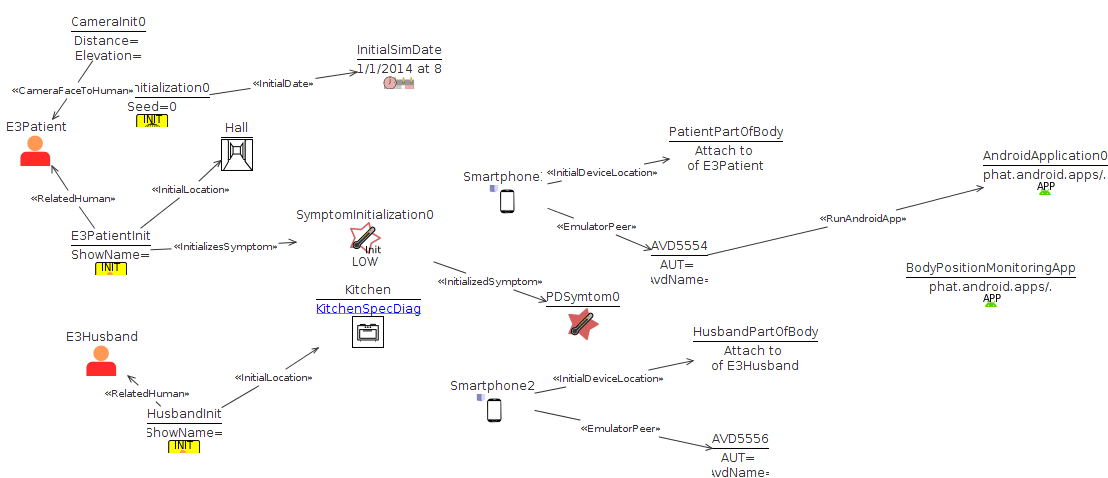 CameraInit0
Distance=
Elevation=
«CameraFaceToHuman»
E3Patient
nitialization0
Seed=0
INIT
«InitialDate»
InitialSimDate
1/1/2014 at 8
Hall
«RelatedHuman»
«InitialLocation»
E3PatientInit
ShowName=
INIT
«InitializesSymptom»
SymptomInitialization0
Init
LOW
«InitializedSymptom»
PDSymtom0
Kitchen
KitchenSpecDiag
E3Husband
«RelatedHuman»
«InitialLocation»
HusbandInit
ShowName=
INIT
Smartphone1
«InitialDeviceLocation»
PatientPartOfBody
Attach to
of E3Patient
«EmulatorPeer»
AVD5554
AUT=
vdName=
«RunAndroidApp»
AndroidApplication0
phat.android.apps/.
APP
BodyPositionMonitoringApp
phat.android.apps/.
APP
HusbandPartOfBody
Attach to
of E3Husband
Smartphone2
«InitialDeviceLocation»
«EmulatorPeer»
AVD5556
AUT=
vdName=